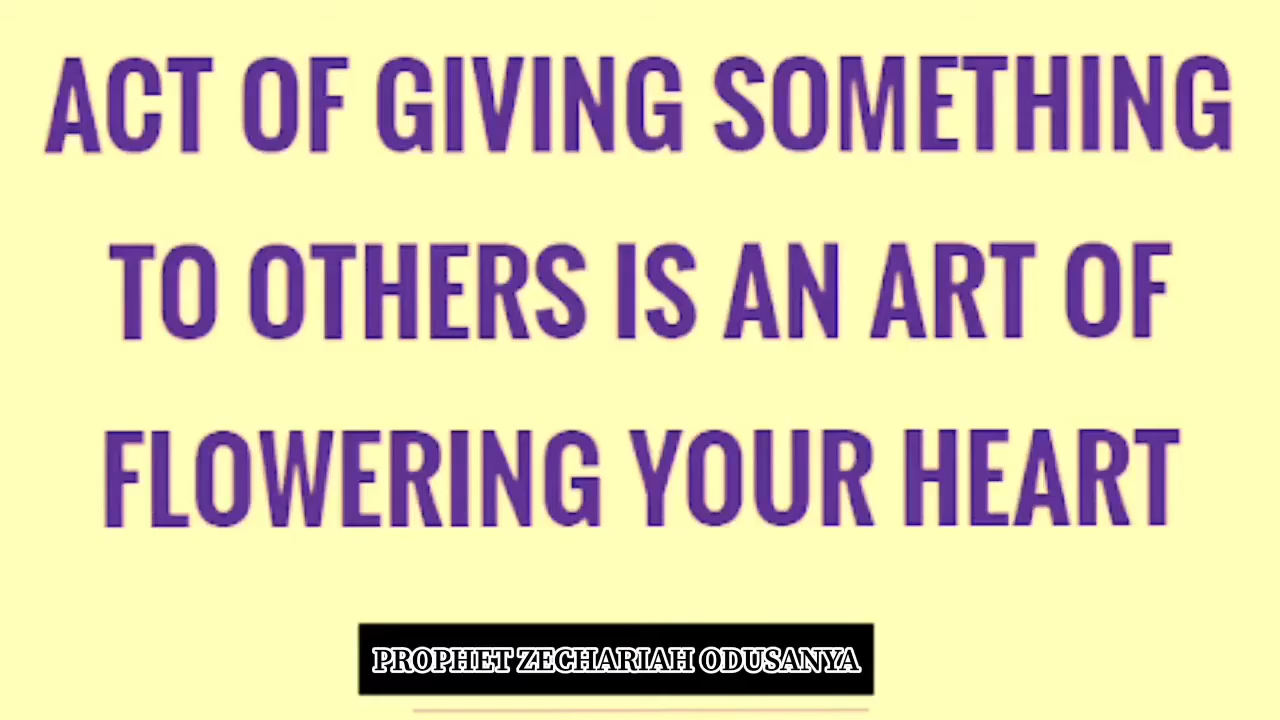 ACT OF GIVING SOMETHING
TO OTHERS IS AN ART OF
FLOWERING YOUR HEART
PROPHET ZECHARIAH ODUSANYA